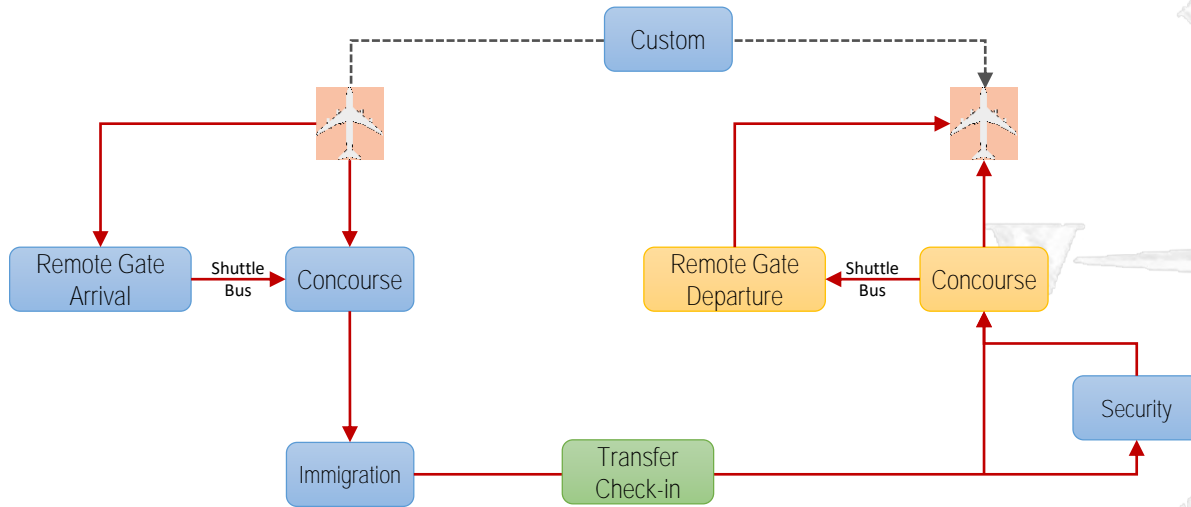 Custom
Remote Gate
Arrival
Shuttle
Bus
Concourse
Remote Gate
Departure
Shuttle
Bus
Concourse
Security
Immigration
Transfer
Check-in